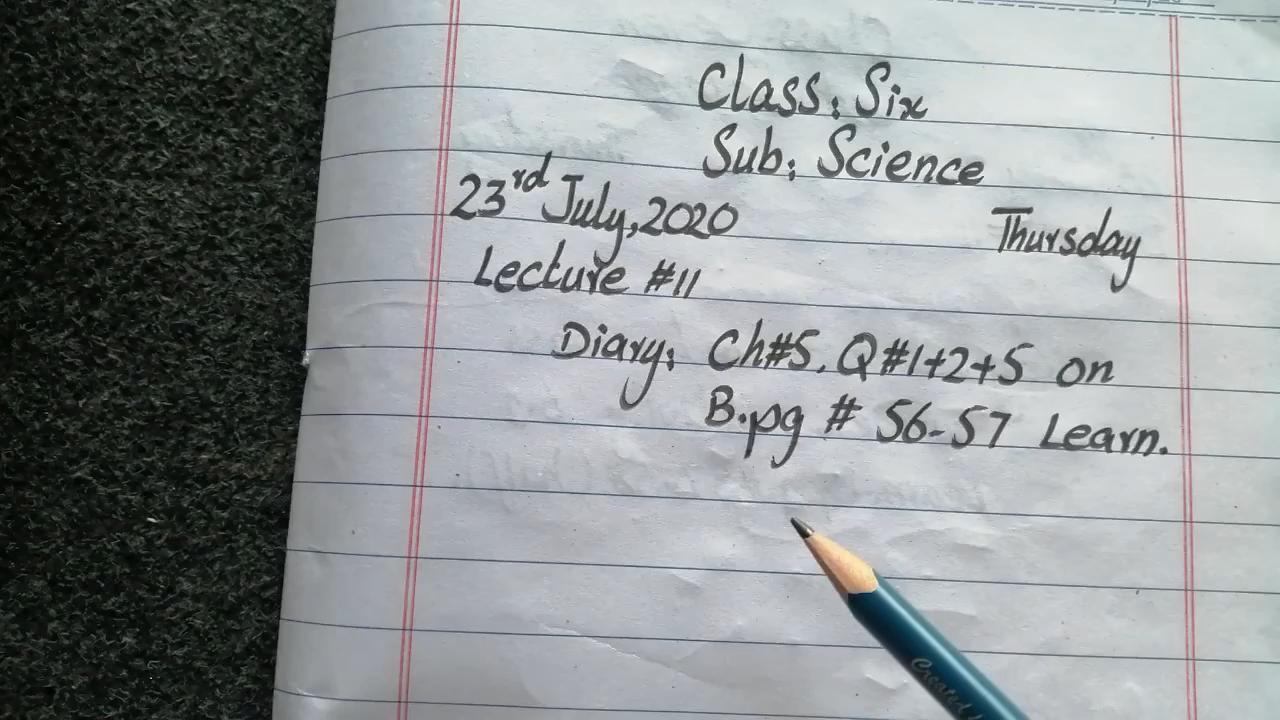 Class: Six
Sub: Science
23rd July, 2020 Thursday
Lecture #11
Diary: Ch#5. Q#1+2+5 on
B.pg # 56-57 Learn.
Created